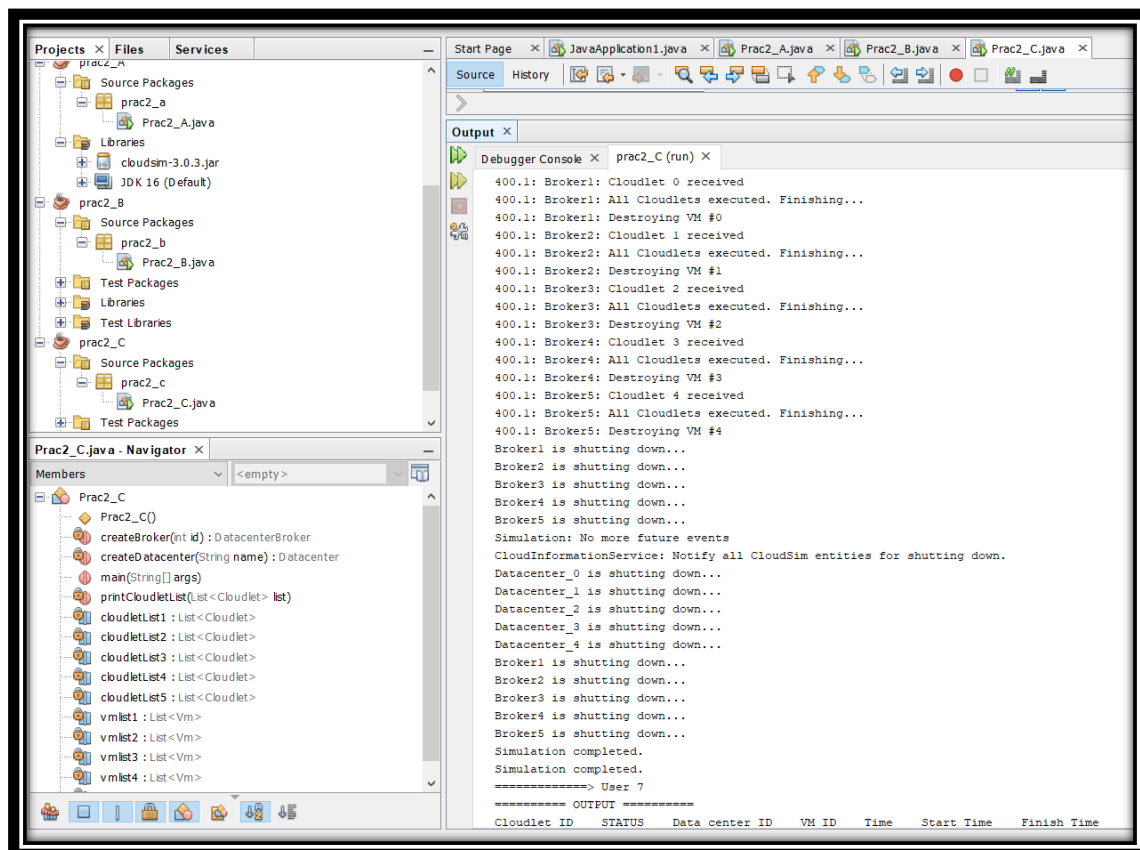 Projects × Files Services
prac2_A
Source Packages
prac2_a
Prac2_A.java
Libraries
cloudsim-3.0.3.jar
JDK 16 (Default)
prac2_B
Source Packages
prac2_b
Prac2_B.java
Test Packages
Libraries
Test Libraries
prac2_C
Source Packages
prac2_c
Prac2_C.java
Test Packages
Prac2_C.java - Navigator ×
Members <empty>
Prac2_C
Prac2_C()
createBroker(int id) : DatacenterBroker
createDatacenter(String name) : Datacenter
main(String[] args)
printCloudletList(List<Cloudlet> list)
cloudletList1 : List<Cloudlet>
cloudletList2 : List<Cloudlet>
cloudletList3 : List<Cloudlet>
cloudletList4 : List<Cloudlet>
cloudletList5 : List<Cloudlet>
vmlist1 : List<Vm>
vmlist2 : List<Vm>
vmlist3 : List<Vm>
vmlist4 : List<Vm>
Start Page × JavaApplication1.java × Prac2_A.java × Prac2_B.java × Prac2_C.java ×
Source History
Output ×
Debugger Console × prac2_C (run) ×
400.1: Broker1: Cloudlet 0 received
400.1: Broker1: All Cloudlets executed. Finishing...
400.1: Broker1: Destroying VM #0
400.1: Broker2: Cloudlet 1 received
400.1: Broker2: All Cloudlets executed. Finishing...
400.1: Broker2: Destroying VM #1
400.1: Broker3: Cloudlet 2 received
400.1: Broker3: All Cloudlets executed. Finishing...
400.1: Broker3: Destroying VM #2
400.1: Broker4: Cloudlet 3 received
400.1: Broker4: All Cloudlets executed. Finishing...
400.1: Broker4: Destroying VM #3
400.1: Broker5: Cloudlet 4 received
400.1: Broker5: All Cloudlets executed. Finishing...
400.1: Broker5: Destroying VM #4
Broker1 is shutting down...
Broker2 is shutting down...
Broker3 is shutting down...
Broker4 is shutting down...
Broker5 is shutting down...
Simulation: No more future events
CloudInformationService: Notify all CloudSim entities for shutting down.
Datacenter_0 is shutting down...
Datacenter_1 is shutting down...
Datacenter_2 is shutting down...
Datacenter_3 is shutting down...
Datacenter_4 is shutting down...
Broker1 is shutting down...
Broker2 is shutting down...
Broker3 is shutting down...
Broker4 is shutting down...
Broker5 is shutting down...
Simulation completed.
Simulation completed.
=============> User 7
========== OUTPUT ==========
Cloudlet ID STATUS Data center ID VM ID Time Start Time Finish Time